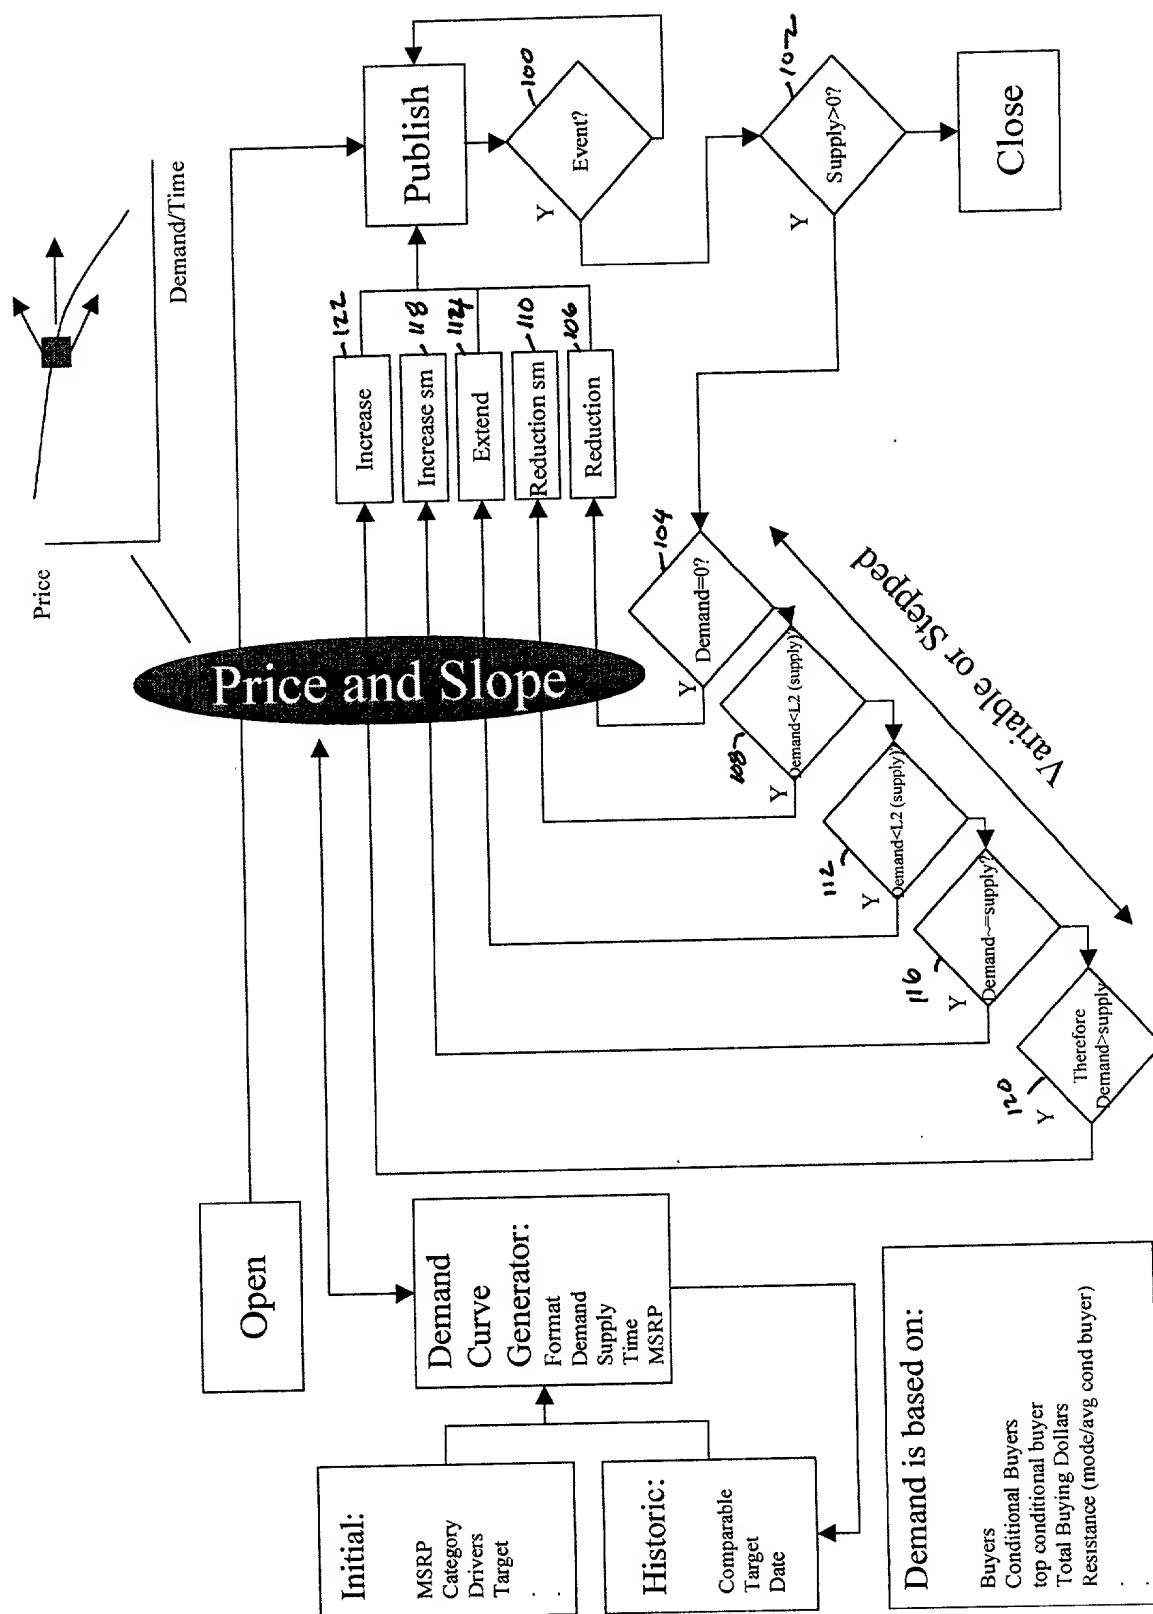 Price
Demand/Time
Open
Price and Slope
Publish
100
Event?
Y
102
Supply>0?
Y
Close
Increase
122
Increase sm
118
Extend
114
Reduction sm
110
Reduction
106
104
Demand=0?
Y
108
Demand<L2 (supply)?
Y
112
Demand<L2 (supply)
Y
116
Demand~=supply?
Y
120
Therefore
Demand>supply
Y
Variable or Stepped
Initial:
MSRP
Category
Drivers
Target
.
.
Historic:
Comparable
Target
Date
Demand
Curve
Generator:
Format
Demand
Supply
Time
MSRP
Demand is based on:
Buyers
Conditional Buyers
top conditional buyer
Total Buying Dollars
Resistance (mode/avg cond buyer)
.
.